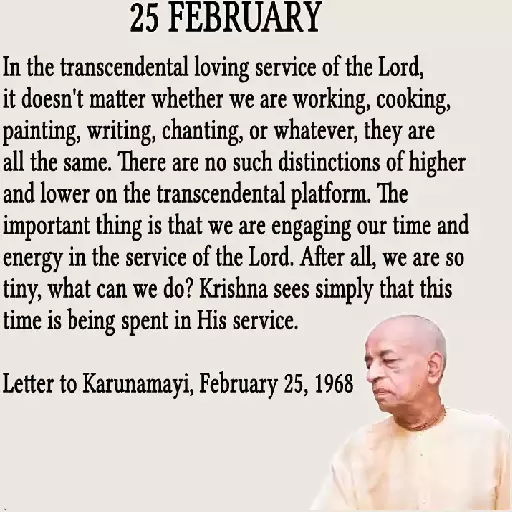 25 FEBRUARY
In the transcendental loving service of the Lord,
it doesn't matter whether we are working, cooking,
painting, writing, chanting, or whatever, they are
all the same. There are no such distinctions of higher
and lower on the transcendental platform. The
important thing is that we are engaging our time and
energy in the service of the Lord. After all, we are so
tiny, what can we do? Krishna sees simply that this
time is being spent in His service.
Letter to Karunamayi, February 25, 1968